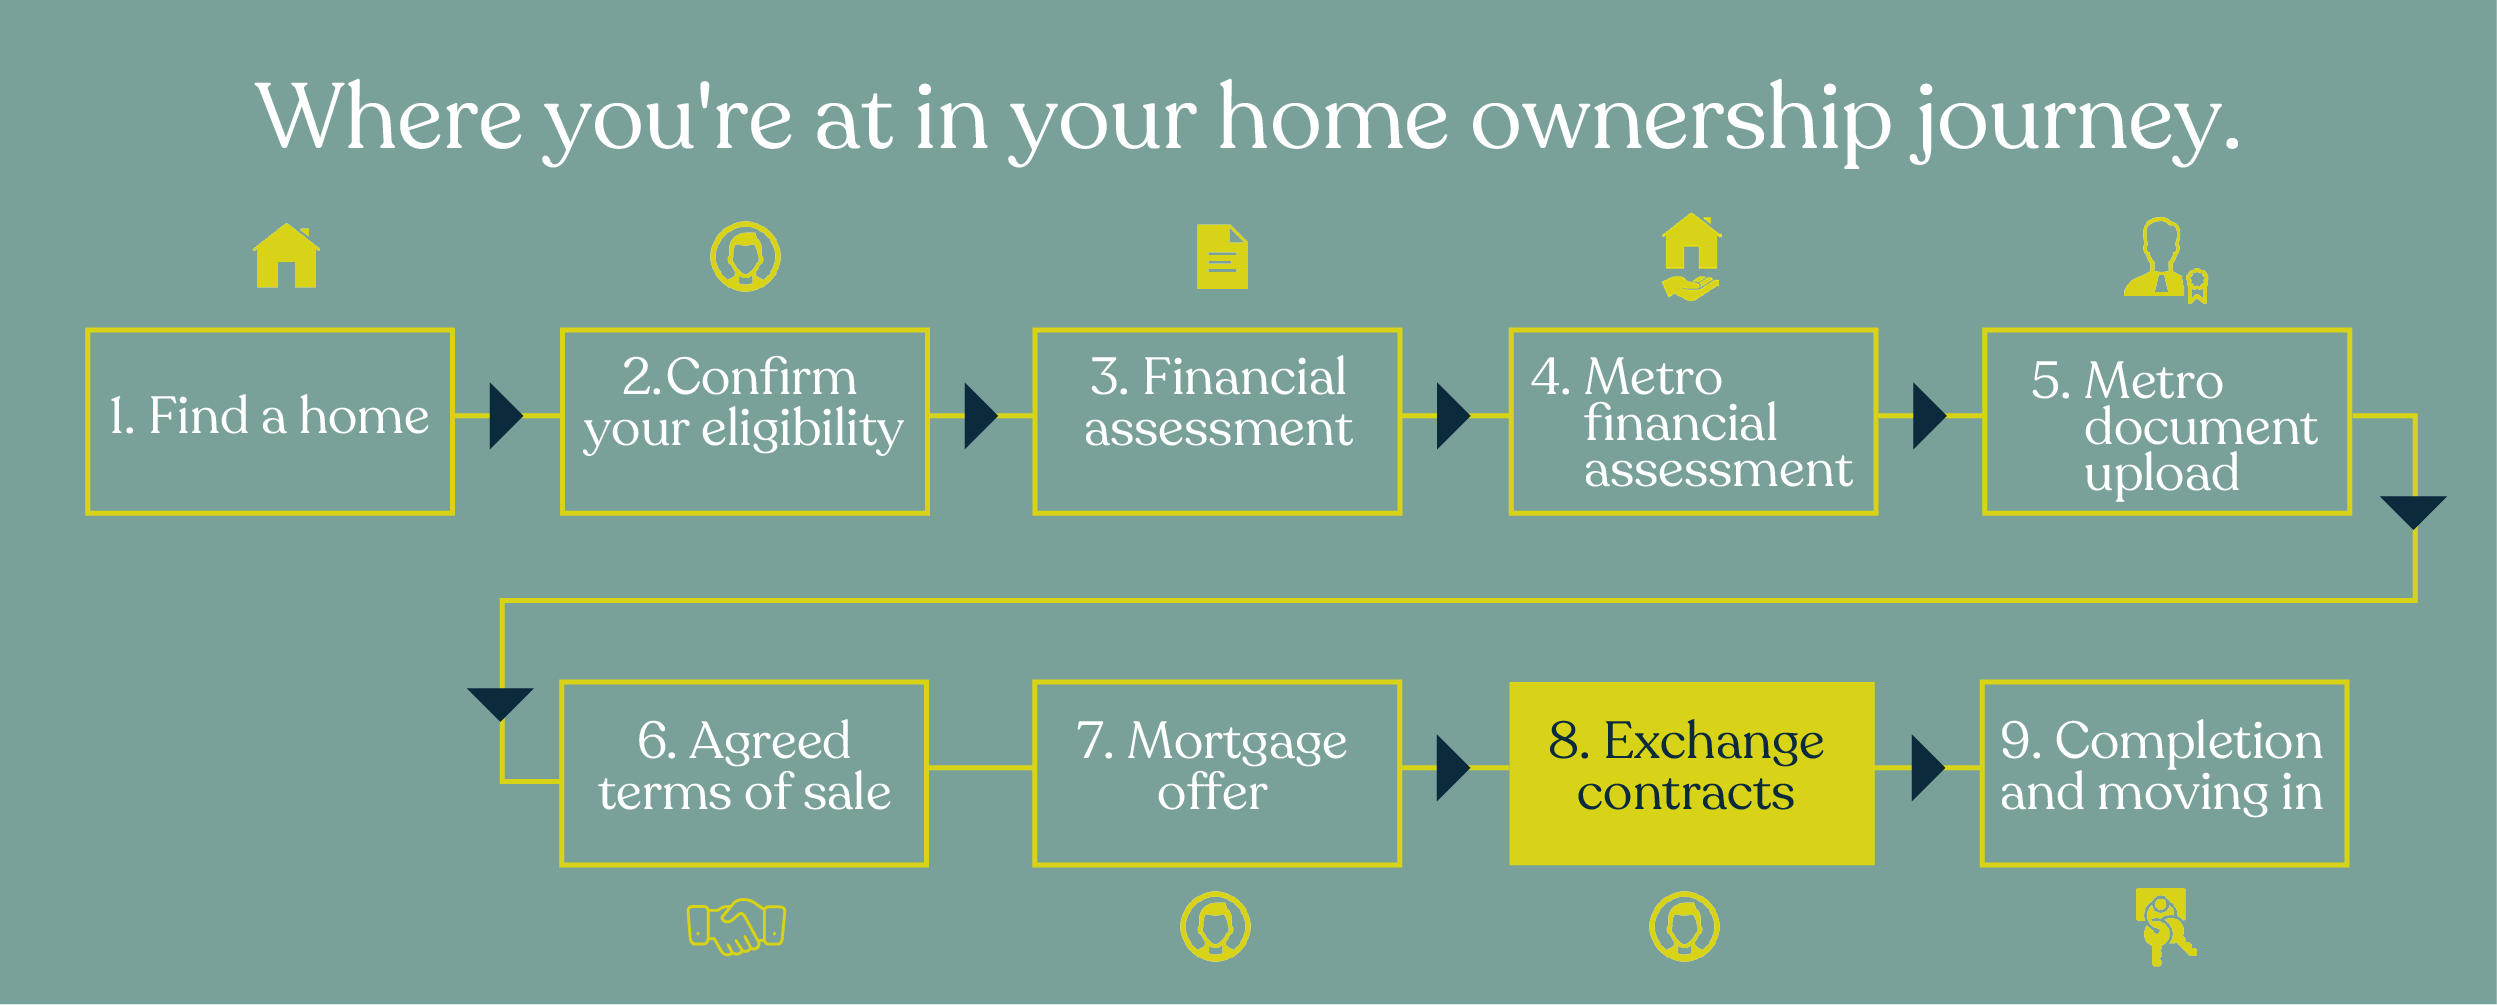 Where you're at in your home ownership journey.
1. Find a home
2.Confirm
your eligibility
3. Financial
assessment
4. Metro
financial
assessment
5. Metro
document
upload
6. Agreed
terms of sale
7. Mortgage
offer
8. Exchange
contracts
9. Completion
and moving in